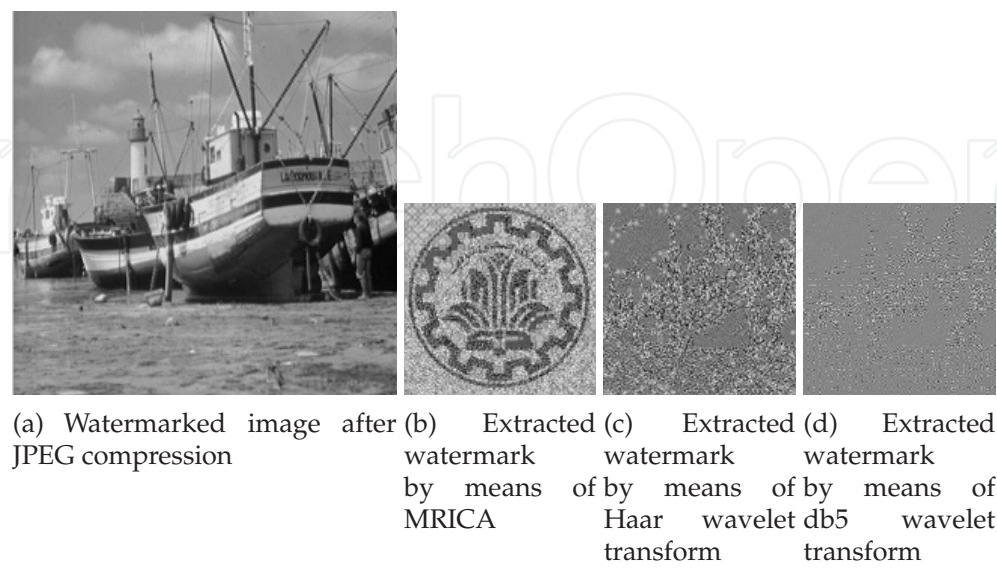 (a) Watermarked image after
JPEG compression
(b) Extracted
watermark
by means of
MRICA
(c) Extracted
watermark
by means of
Haar wavelet
transform
(d) Extracted
watermark
by means of
db5 wavelet
transform